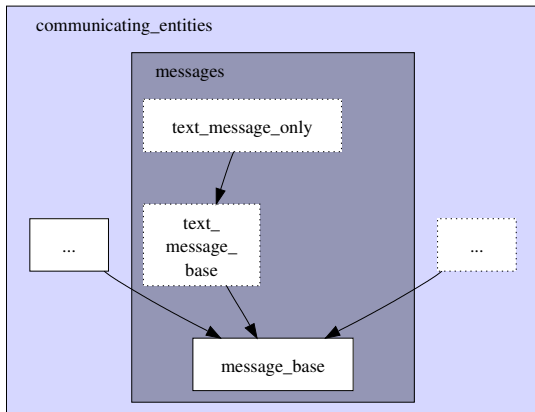 communicating_entities
messages
text_message_only
text_
message_
base
...
...
message_base